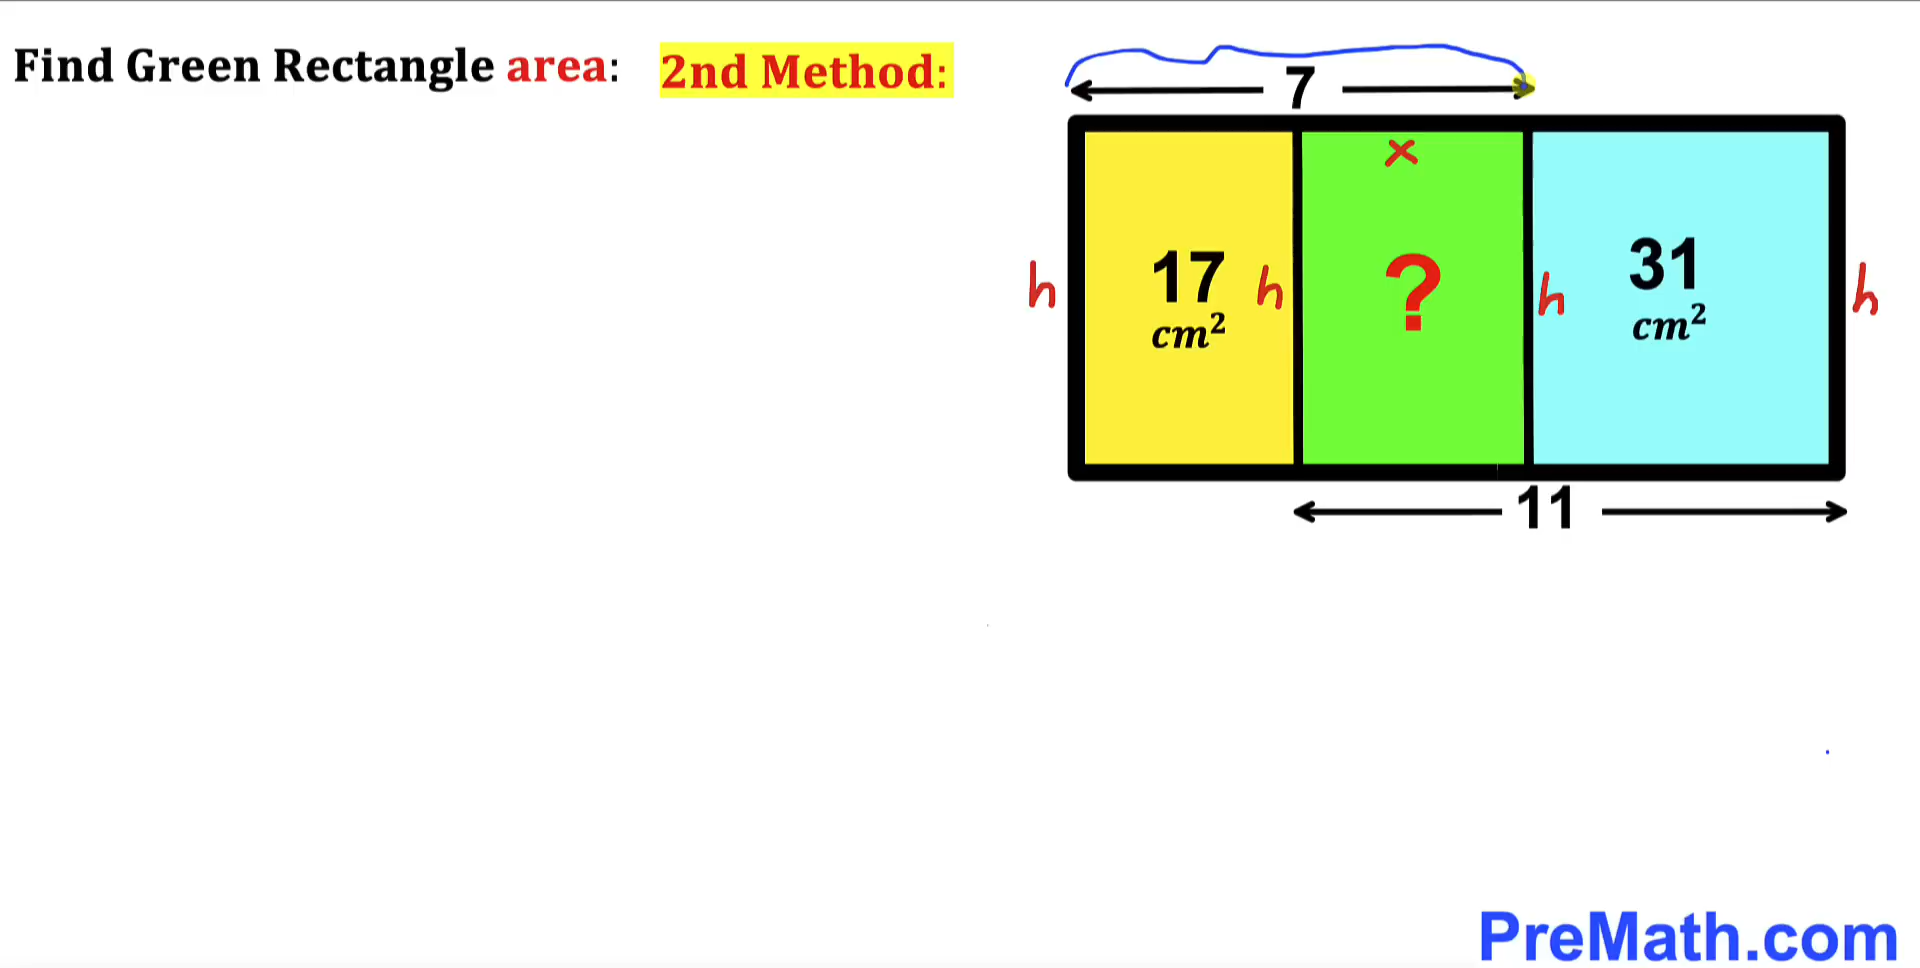 Find Green Rectangle area: 2nd Method:
7
x
h 17 h ? h 31 h
cm² cm²
11
PreMath.com